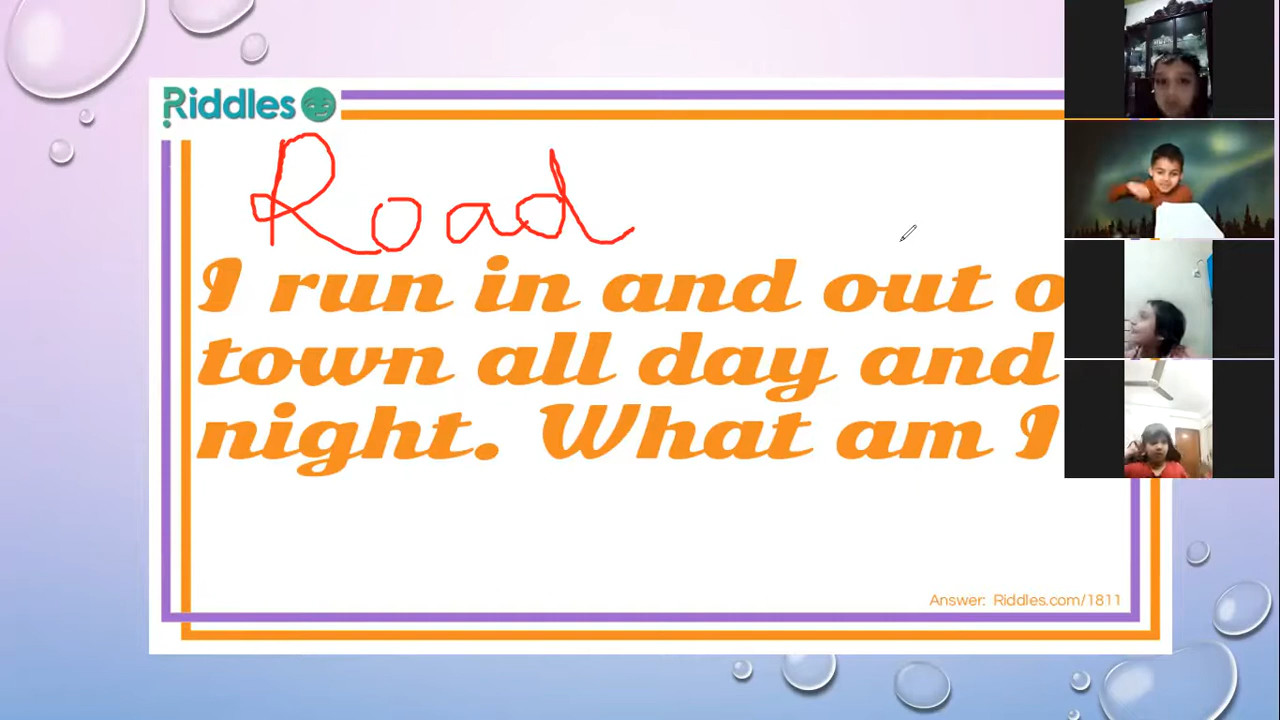 Riddles
Road
I run in and out o
town all day and
night. What am I
Answer: Riddles.com/1811